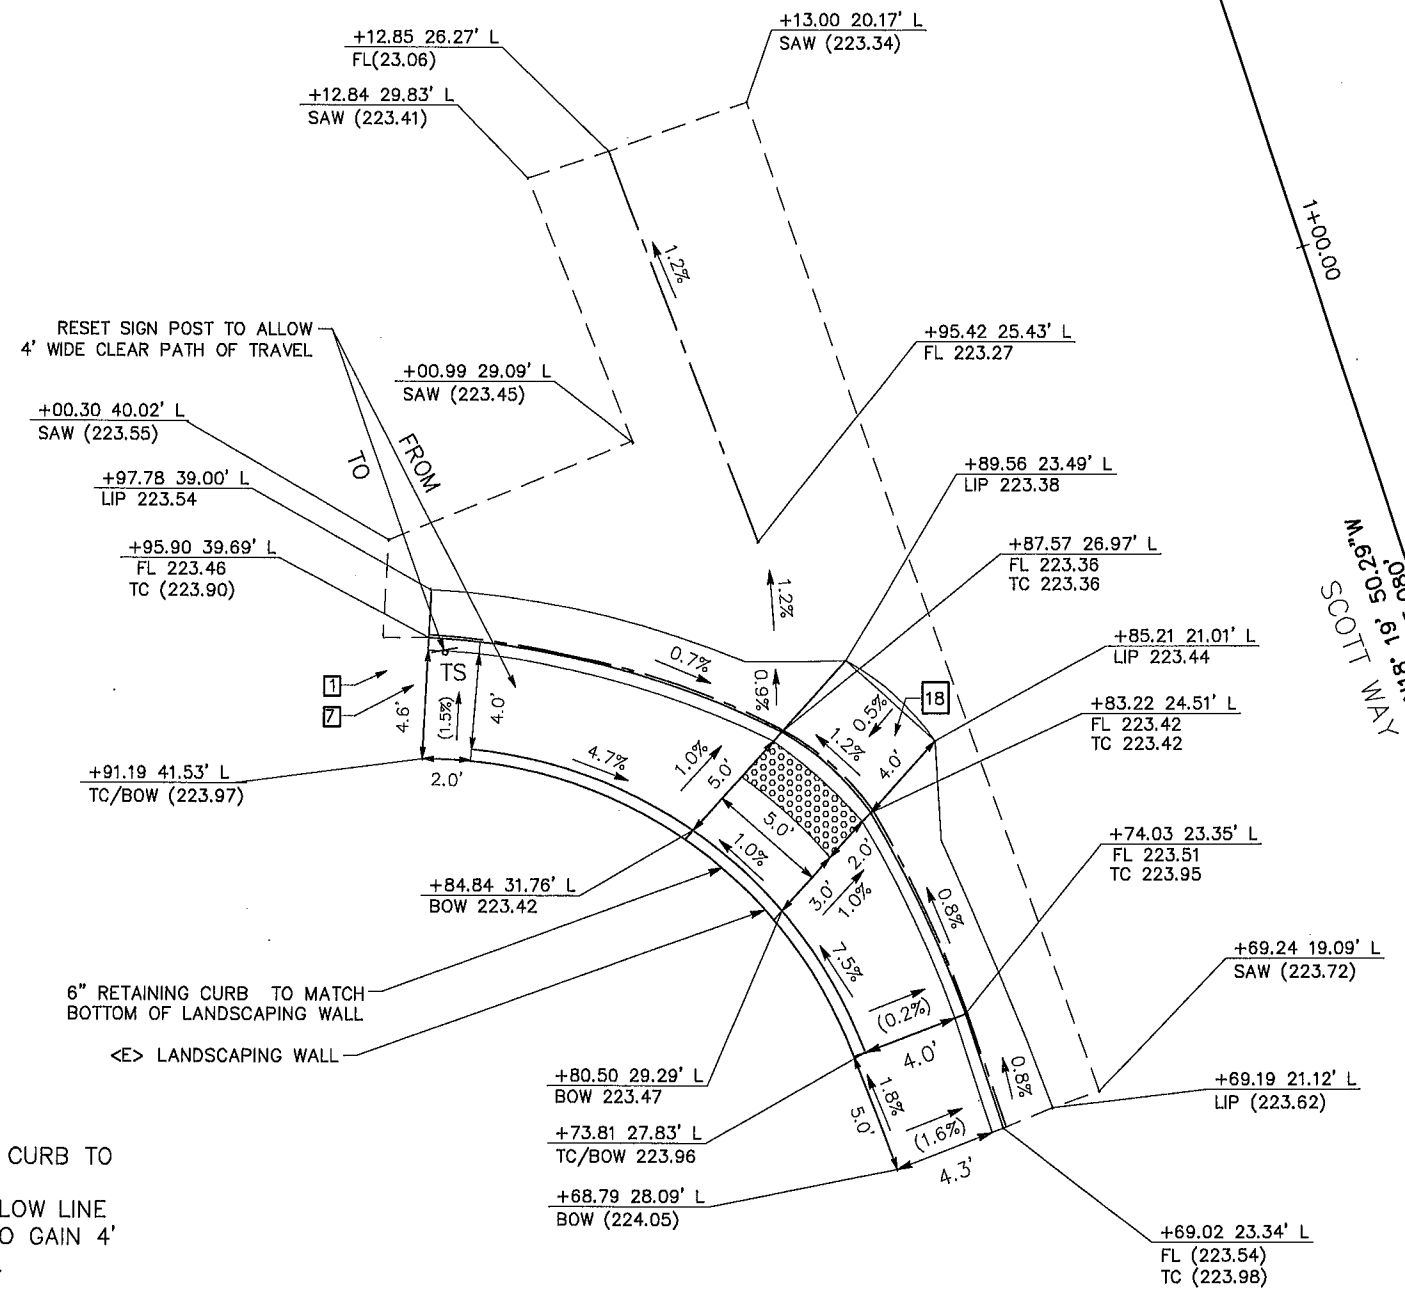 +13.00 20.17' L
SAW (223.34)
+12.85 26.27' L
FL(23.06)
+12.84 29.83' L
SAW (223.41)
1+00.00
1.2%
RESET SIGN POST TO ALLOW
4' WIDE CLEAR PATH OF TRAVEL
+95.42 25.43' L
FL 223.27
+00.99 29.09' L
SAW (223.45)
+00.30 40.02' L
SAW (223.55)
TO
FROM
+97.78 39.00' L
LIP 223.54
+89.56 23.49' L
LIP 223.38
+95.90 39.69' L
FL 223.46
TC (223.90)
+87.57 26.97' L
FL 223.36
TC 223.36
19' 50.29"W
SCOTT WAY
1.2%
+85.21 21.01' L
LIP 223.44
0.7%
0.9%
0.5%
18
1
7
TS
4.6'
(1.5%)
4.0'
+83.22 24.51' L
FL 223.42
TC 223.42
1.2%
4.0'
4.7%
1.0%
5.0'
+91.19 41.53' L
TC/BOW (223.97)
2.0'
5.0'
1.0%
2.0'
3.0'
1.0%
+74.03 23.35' L
FL 223.51
TC 223.95
+84.84 31.76' L
BOW 223.42
0.8%
7.5%
+69.24 19.09' L
SAW (223.72)
6" RETAINING CURB TO MATCH
BOTTOM OF LANDSCAPING WALL
(0.2%)
4.0'
<E> LANDSCAPING WALL
+80.50 29.29' L
BOW 223.47
1.8%
5.0'
0.8%
+69.19 21.12' L
LIP (223.62)
+73.81 27.83' L
TC/BOW 223.96
(1.6%)
4.3'
CURB TO
+68.79 28.09' L
BOW (224.05)
LOW LINE
O GAIN 4'
+69.02 23.34' L
FL (223.54)
TC (223.98)